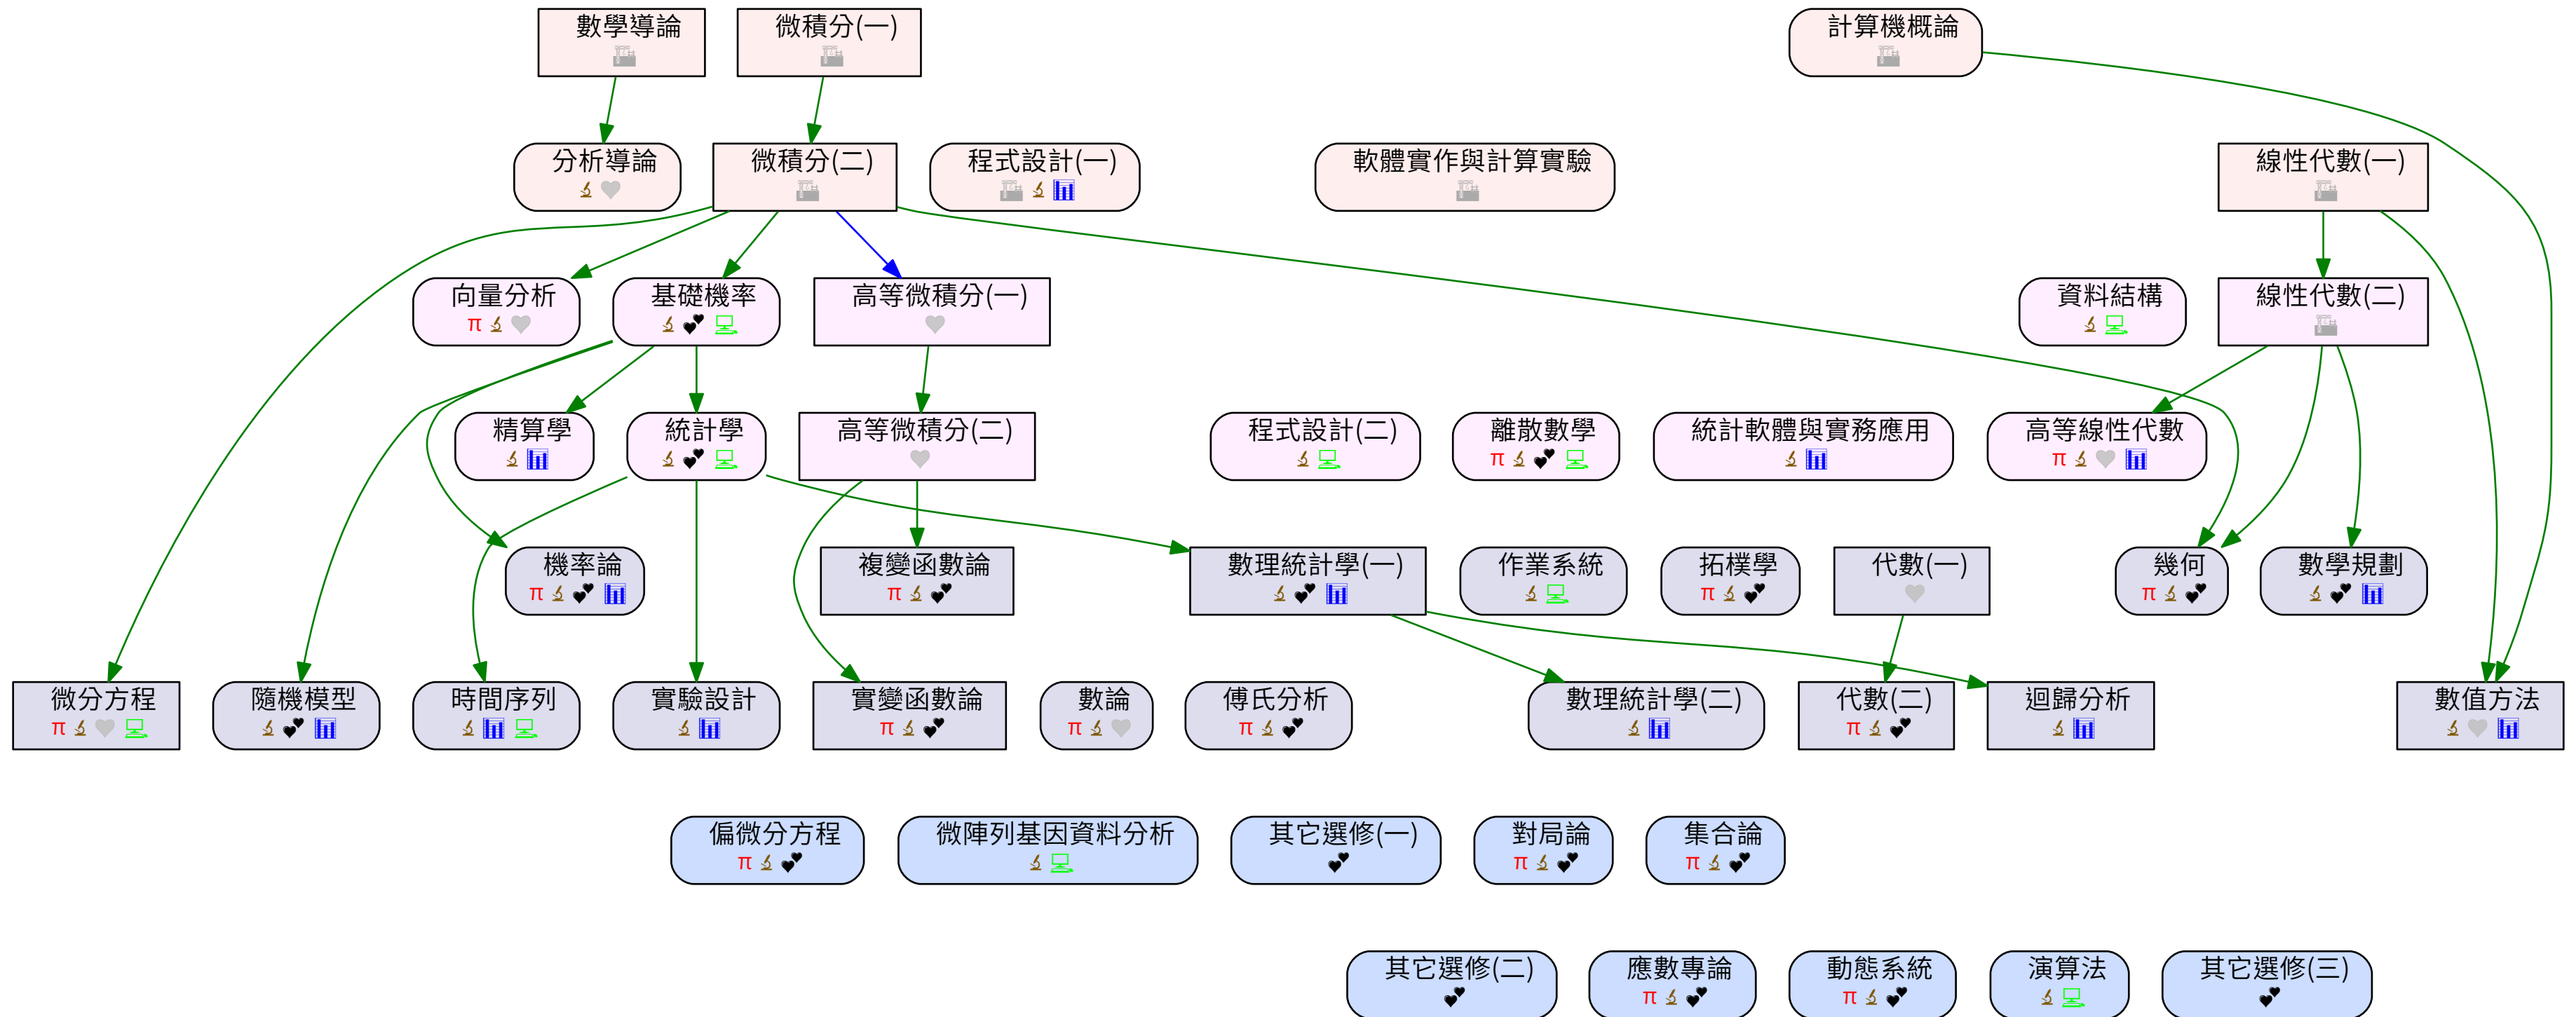 數學導論
微積分(一)
計算機概論
分析導論
微積分(二)
程式設計(一)
軟體實作與計算實驗
線性代數(一)
向量分析
π
基礎機率
高等微積分(一)
資料結構
線性代數(二)
精算學
統計學
高等微積分(二)
程式設計(二)
離散數學
π
統計軟體與實務應用
高等線性代數
π
機率論
π
複變函數論
π
數理統計學(一)
作業系統
拓樸學
π
代數(一)
幾何
π
數學規劃
微分方程
π
隨機模型
時間序列
實驗設計
實變函數論
π
數論
π
傅氏分析
π
數理統計學(二)
代數(二)
π
迴歸分析
數值方法
偏微分方程
π
微陣列基因資料分析
其它選修(一)
對局論
π
集合論
π
其它選修(二)
應數專論
π
動態系統
π
演算法
其它選修(三)